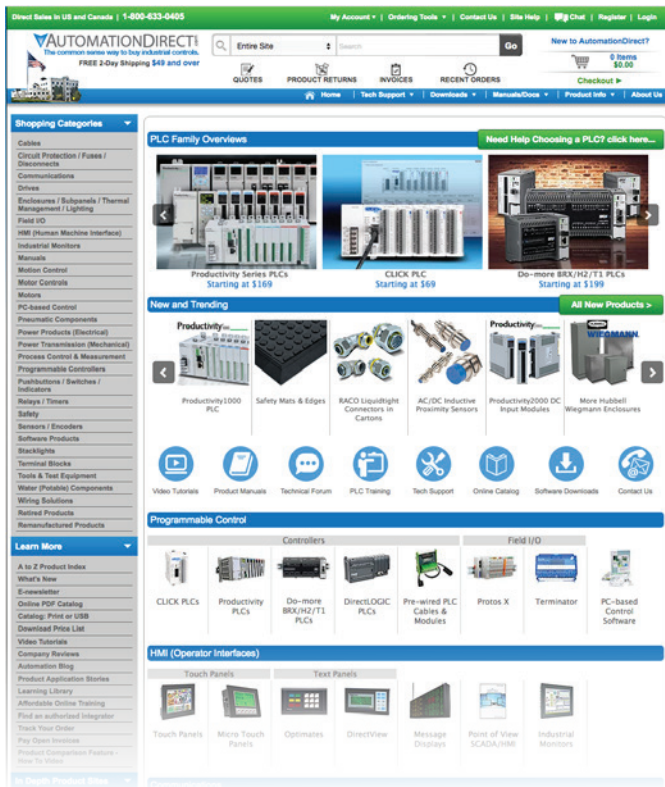 Direct Sales in US and Canada | 1-800-633-0405
My Account ▾ | Ordering Tools ▾ | Contact Us | Site Help | Chat | Register | Login
AUTOMATIONDIRECT
The common sense way to buy industrial controls.
FREE 2-Day Shipping $49 and over
Entire Site
Search
Go
New to AutomationDirect?
0 Items
$0.00
QUOTES
PRODUCT RETURNS
INVOICES
RECENT ORDERS
Checkout ▶
Home | Tech Support ▾ | Downloads ▾ | Manuals/Docs ▾ | Product Info ▾ | About Us
Shopping Categories
Cables
Circuit Protection / Fuses /
Disconnects
Communications
Drives
Enclosures / Subpanels / Thermal
Management / Lighting
Field I/O
HMI (Human Machine Interface)
Industrial Monitors
Manuals
Motion Control
Motor Controls
Motors
PC-based Control
Pneumatic Components
Power Products (Electrical)
Power Transmission (Mechanical)
Process Control & Measurement
Programmable Controllers
Pushbuttons / Switches /
Indicators
Relays / Timers
Safety
Sensors / Encoders
Software Products
Stacklights
Terminal Blocks
Tools & Test Equipment
Water (Potable) Components
Wiring Solutions
Retired Products
Remanufactured Products
Learn More
A to Z Product Index
What's New
E-newsletter
Online PDF Catalog
Catalog: Print or USB
Download Price List
Video Tutorials
Company Reviews
Automation Blog
Product Application Stories
Learning Library
Affordable Online Training
Find an authorized Integrator
Track Your Order
Pay Open Invoices
Product Comparison Feature -
How To Video
In Depth Product Sites
PLC Family Overviews
Need Help Choosing a PLC? click here...
Productivity Series PLCs
Starting at $169
CLICK PLC
Starting at $69
Do-more BRX/H2/T1 PLCs
Starting at $199
New and Trending
All New Products >
Productivity
Productivity
WIEGMANN
Productivity1000
PLC
Safety Mats & Edges
RACO Liquidtight
Connectors in
Cartons
AC/DC Inductive
Proximity Sensors
Productivity2000 DC
Input Modules
More Hubbell
Wiegmann Enclosures
Video Tutorials
Product Manuals
Technical Forum
PLC Training
Tech Support
Online Catalog
Software Downloads
Contact Us
Programmable Control
Controllers
Field I/O
CLICK PLCs
Productivity
PLCs
Do-more
BRX/H2/T1
PLCs
DirectLOGIC
PLCs
Pre-wired PLC
Cables &
Modules
Protos X
Terminator
PC-based
Control
Software
HMI (Operator Interfaces)
Touch Panels
Text Panels
Touch Panels
Micro Touch
Panels
Optimates
DirectView
Message
Displays
Point of View
SCADA/HMI
Industrial
Monitors